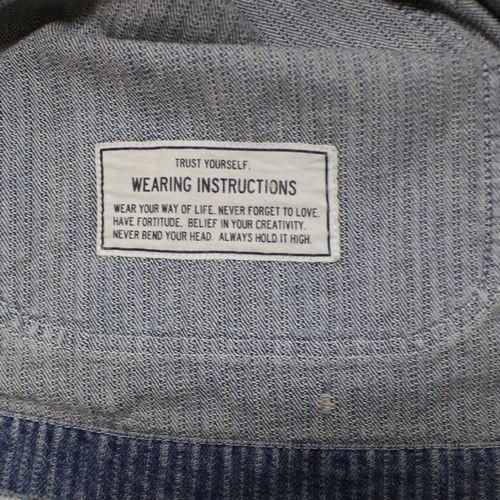 TRUST YOURSELF.
WEARING INSTRUCTIONS
WEAR YOUR WAY OF LIFE. NEVER FORGET TO LOVE.
HAVE FORTITUDE. BELIEF IN YOUR CREATIVITY.
NEVER BEND YOUR HEAD. ALWAYS HOLD IT HIGH.